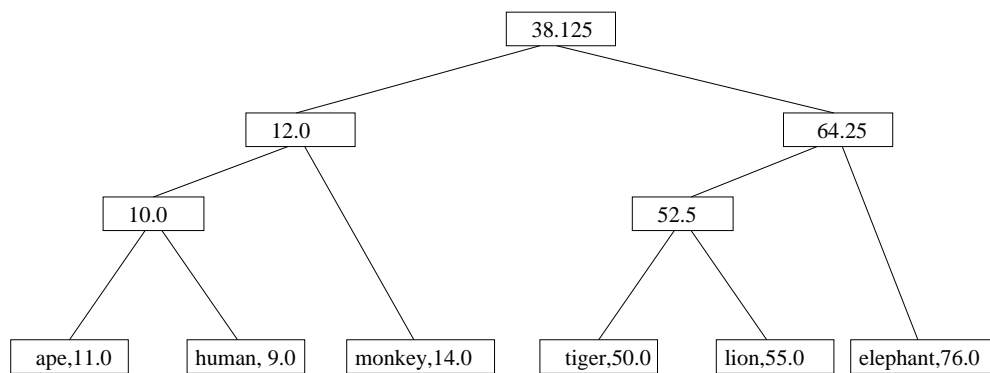 38.125
12.0
64.25
10.0
52.5
ape,11.0
human, 9.0
monkey,14.0
tiger,50.0
lion,55.0
elephant,76.0